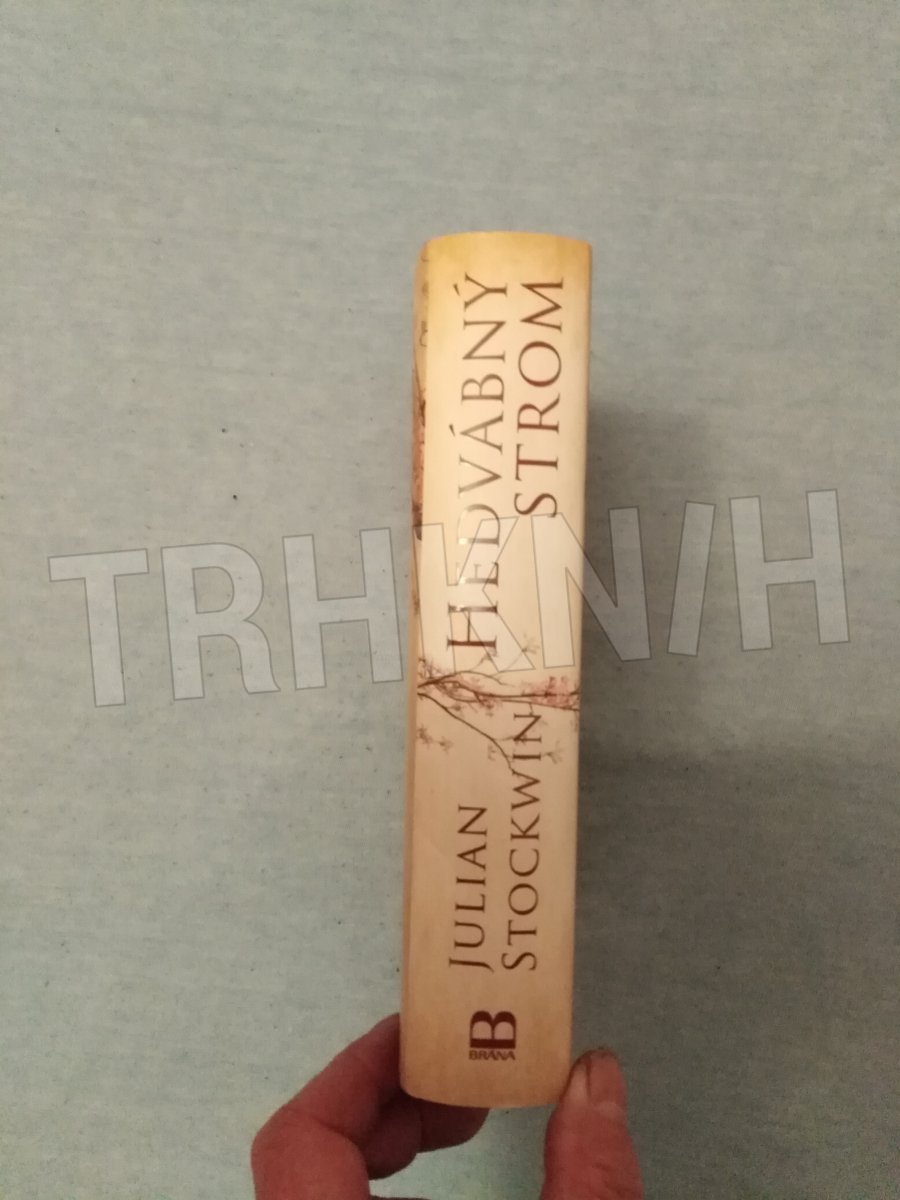 JULIAN
STOCKWIN
HEDVÁBNÝ
STROM
B
BRÁNA
TRHKNIH